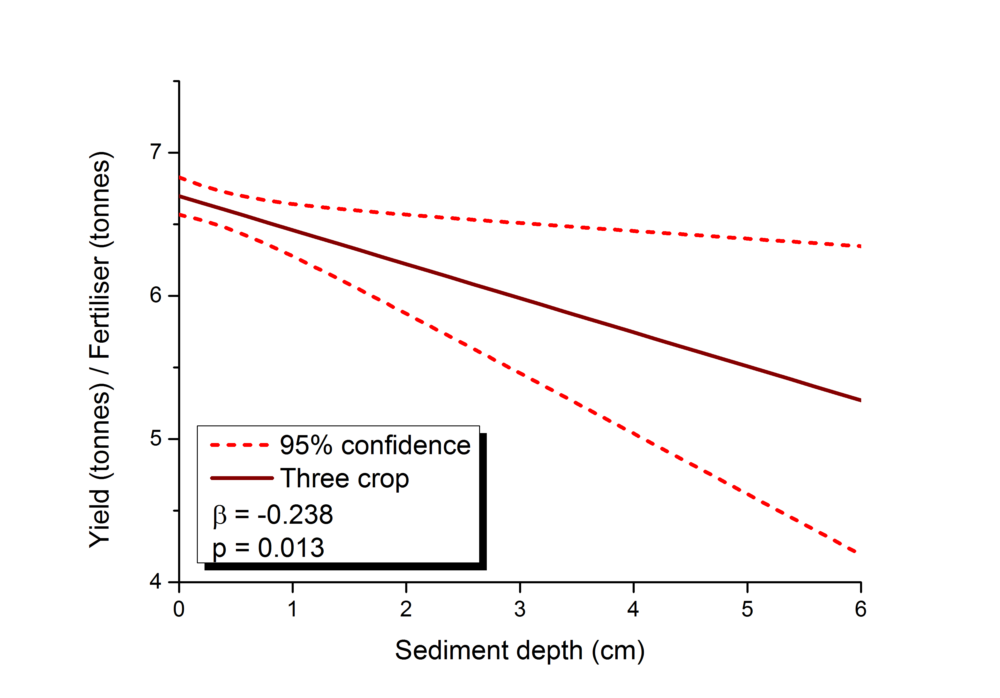 Yield (tonnes) / Fertiliser (tonnes)
7
6
5
4
95% confidence
Three crop
β = -0.238
p = 0.013
0 1 2 3 4 5 6
Sediment depth (cm)